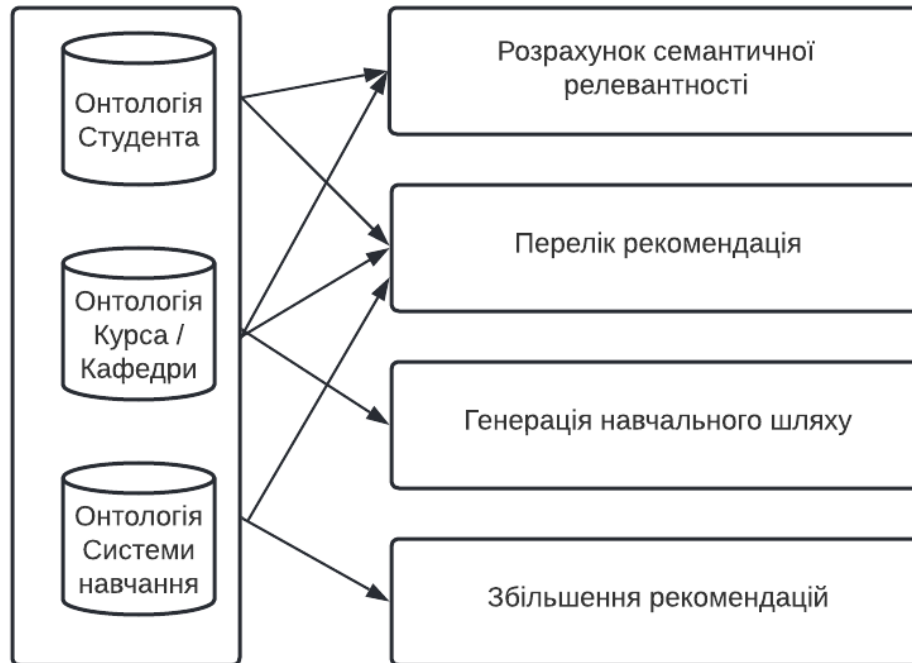 Онтологія
Студента
Онтологія
Курса /
Кафедри
Онтологія
Системи
навчання
Розрахунок семантичної
релевантності
Перелік рекомендація
Генерація навчального шляху
Збільшення рекомендацій